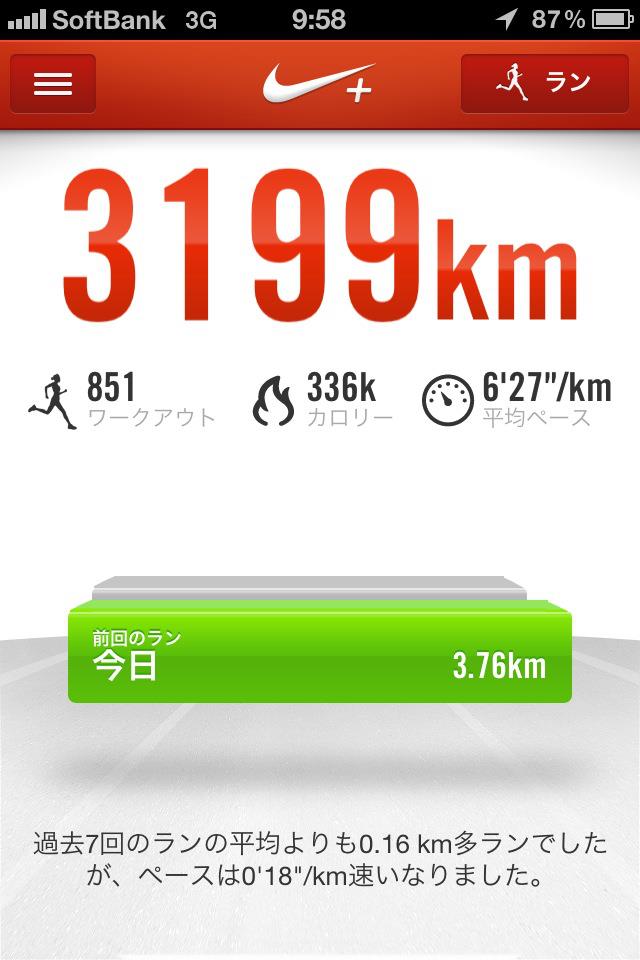 SoftBank 3G 9:58 87%
+ ラン
3199km
851 336k 6'27"/km
ワークアウト カロリー 平均ペース
前回のラン
今日 3.76km
過去7回のランの平均よりも0.16 km多ランでした
が、ペースは0'18"/km速いなりました。